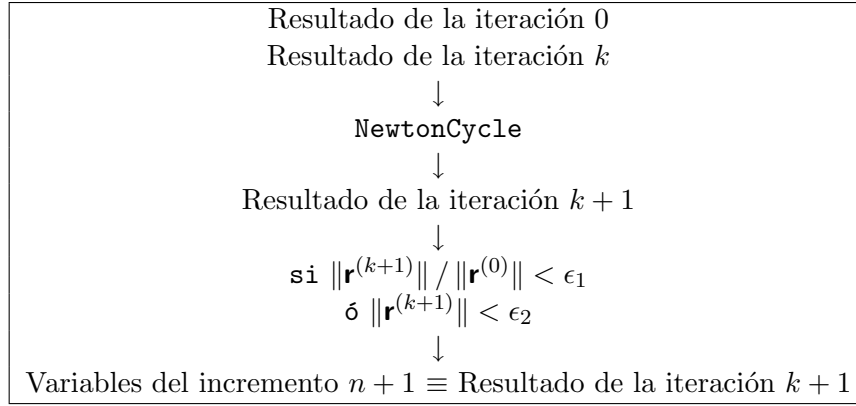 Resultado de la iteración 0
Resultado de la iteración k
↓
NewtonCycle
↓
Resultado de la iteración k + 1
↓
si ‖r^(k+1)‖ / ‖r^(0)‖ < ϵ₁
ó ‖r^(k+1)‖ < ϵ₂
↓
Variables del incremento n + 1 ≡ Resultado de la iteración k + 1